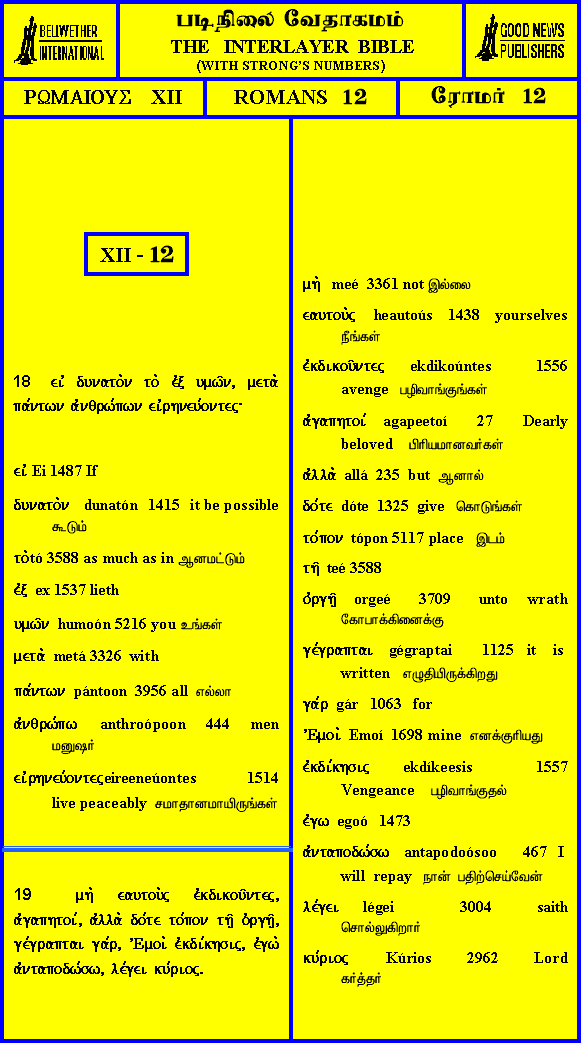 BELIWETHER
INTERNATIONAL
படிநிலை வேதாகமம்
THE INTERLAYER BIBLE
(WITH STRONG'S NUMBERS)
GOOD NEWS
PUBLISHERS
ΡΩΜΑΙΟΥΣ XII
ROMANS 12
ரோமர் 12
XII - 12
18 εἰ δυνατὸν τὸ ἐξ υμῶν, μετὰ
πάντων ἀνθρώπων εἰρηνεύοντες·
εἰ Ei 1487 If
δυνατὸν dunatón 1415 it be possible
கூடும்
τὸtó 3588 as much as in ஆனமட்டும்
ἐξ ex 1537 lieth
υμῶν humoón 5216 you உங்கள்
μετὰ metá 3326 with
πάντων pántoon 3956 all எல்லா
ἀνθρώπω anthroópoon 444 men
மனுஷர்
εἰρηνεύοντεςeireeneúontes 1514
live peaceably சமாதானமாயிருங்கள்
19 μὴ εαυτοὺς ἐκδικοῦντες,
ἀγαπητοί, ἀλλὰ δότε τόπον τῇ ὀργῇ,
γέγραπται γάρ, Ἐμοὶ ἐκδίκησις, ἐγὼ
ἀνταποδώσω, λέγει κύριος.
μὴ meé 3361 not இல்லை
εαυτοὺς heautoús 1438 yourselves
நீங்கள்
ἐκδικοῦντες ekdikoúntes 1556
avenge பழிவாங்குங்கள்
ἀγαπητοί agapeetoí 27 Dearly
beloved பிரியமானவர்கள்
ἀλλὰ allá 235 but ஆனால்
δότε dóte 1325 give கொடுங்கள்
τόπον tópon 5117 place இடம்
τῇ teé 3588
ὀργῇ orgeé 3709 unto wrath
கோபாக்கினைக்கு
γέγραπται gégraptai 1125 it is
written எழுதியிருக்கிறது
γάρ gár 1063 for
Ἐμοὶ Emoí 1698 mine எனக்குரியது
ἐκδίκησις ekdíkeesis 1557
Vengeance பழிவாங்குதல்
ἐγω egoó 1473
ἀνταποδώσω antapodoósoo 467 I
will repay நான் பதிற்செய்வேன்
λέγει légei 3004 saith
சொல்லுகிறார்
κύριος Kúrios 2962 Lord
கர்த்தர்